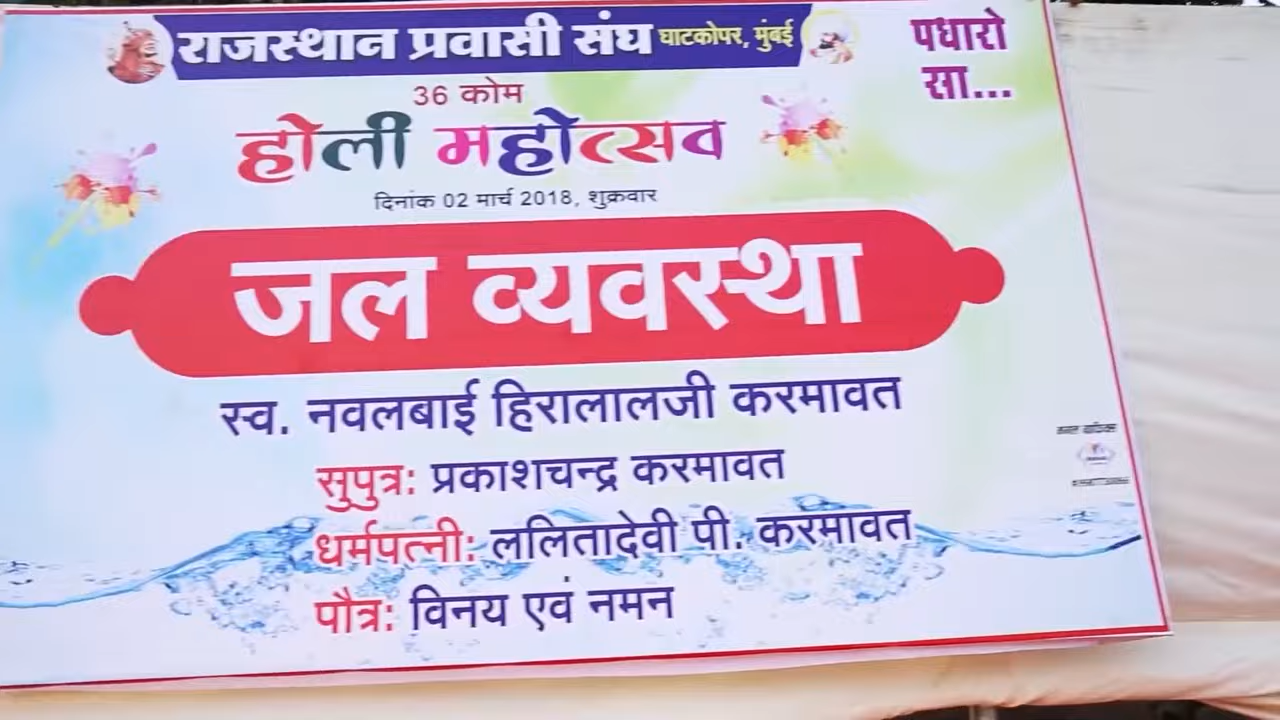 राजस्थान प्रवासी संघ घाटकोपर, मुंबई
पधारो
सा...
36 कोम
होली महोत्सव
दिनांक 02 मार्च 2018, शुक्रवार
जल व्यवस्था
स्व. नवलबाई हिरालालजी करमावत
सुपुत्र: प्रकाशचन्द्र करमावत
धर्मपत्नी: ललितादेवी पी. करमावत
पौत्र: विनय एवं नमन